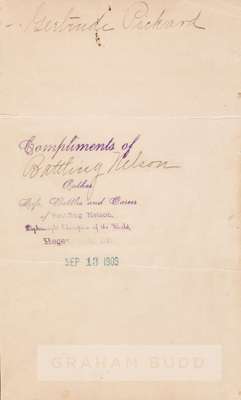 - Gertrude Pickard
Compliments of
Battling Nelson
Author
Life, Battles and Career
of Battling Nelson,
Lightweight Champion of the World,
SEP 13 1909
GRAHAM BUDD